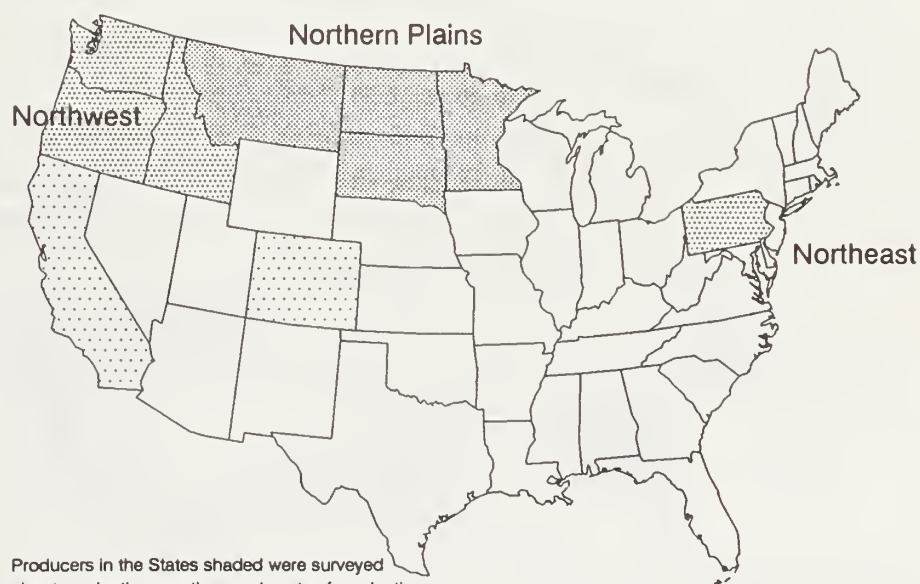 Northern Plains
Northwest
Northeast
Producers in the States shaded were surveyed